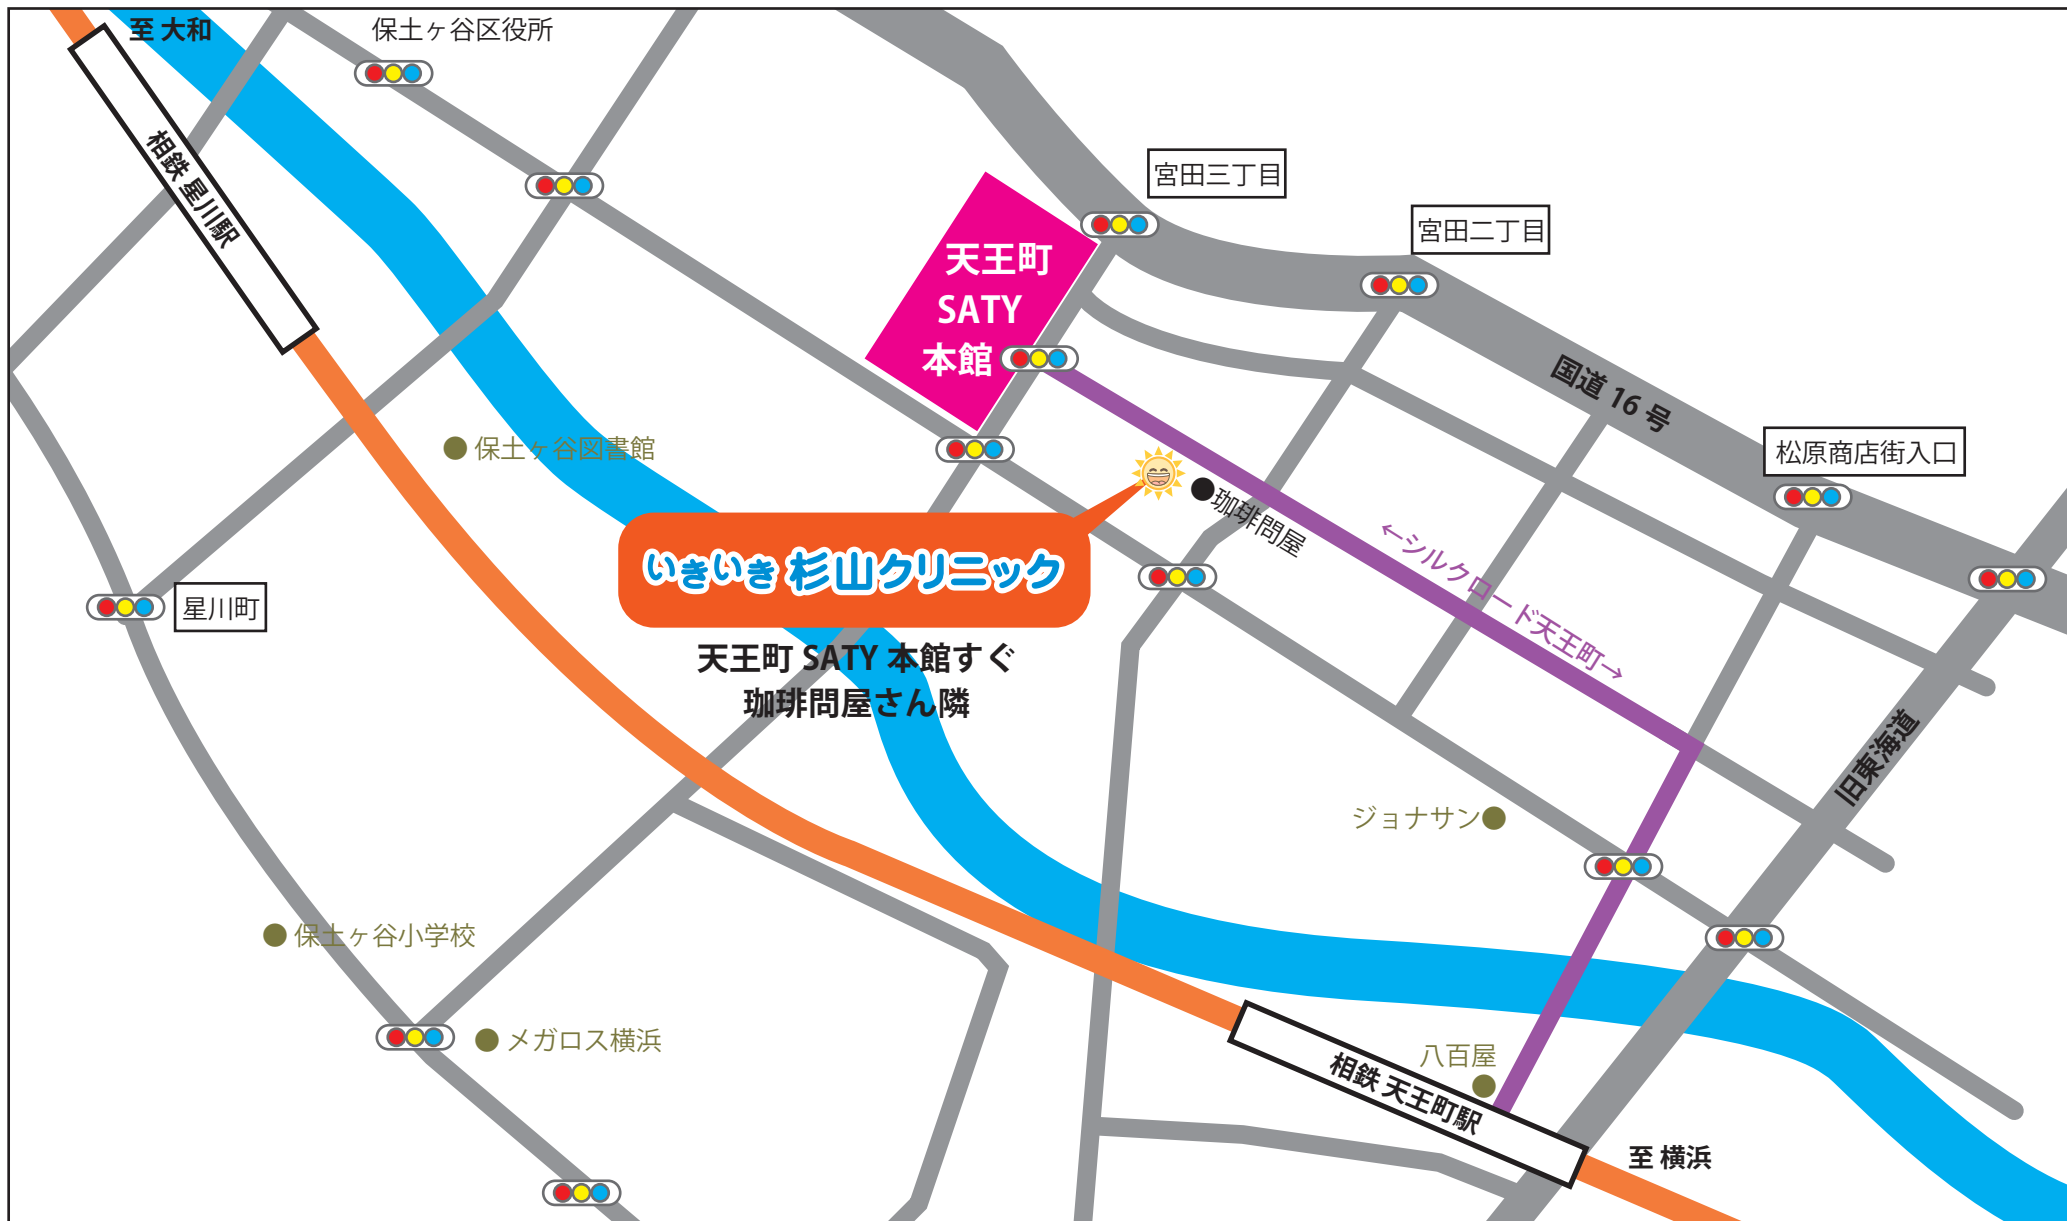 至 大和
保土ヶ谷区役所
相鉄 星川駅
宮田三丁目
宮田二丁目
天王町
SATY
本館
国道 16 号
松原商店街入口
保土ヶ谷図書館
珈琲問屋
←シルクロード天王町→
いきいき 杉山クリニック
星川町
天王町 SATY 本館すぐ
珈琲問屋さん隣
旧東海道
ジョナサン
保土ヶ谷小学校
メガロス横浜
八百屋
相鉄 天王町駅
至 横浜